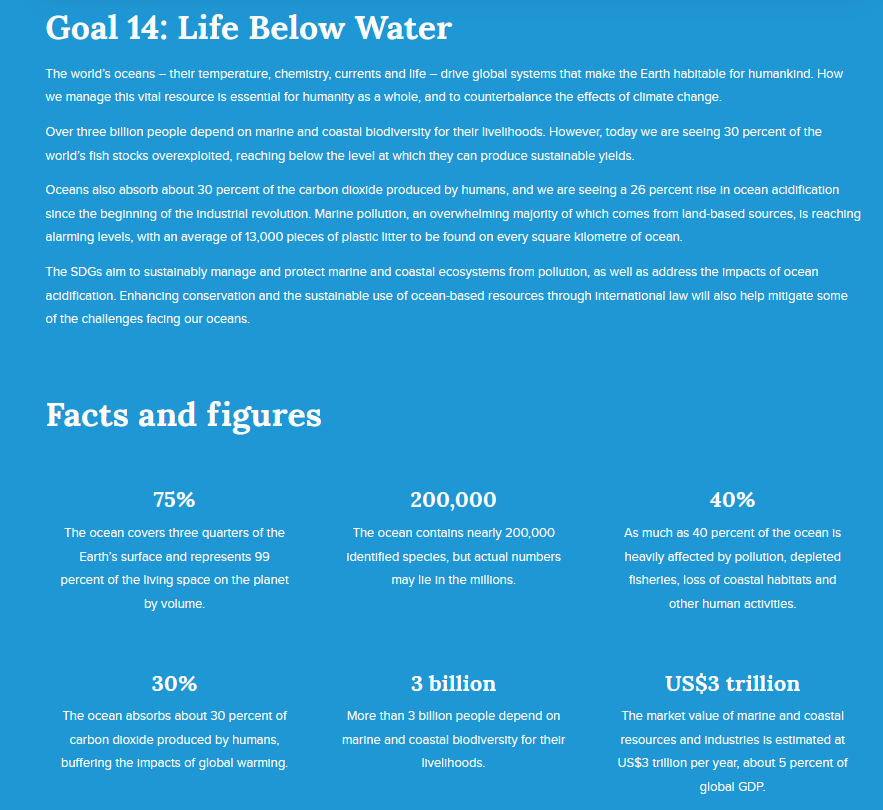 Goal 14: Life Below Water
The world's oceans – their temperature, chemistry, currents and life – drive global systems that make the Earth habitable for humankind. How
we manage this vital resource is essential for humanity as a whole, and to counterbalance the effects of climate change.
Over three billion people depend on marine and coastal biodiversity for their livelihoods. However, today we are seeing 30 percent of the
world's fish stocks overexploited, reaching below the level at which they can produce sustainable yields.
Oceans also absorb about 30 percent of the carbon dioxide produced by humans, and we are seeing a 26 percent rise in ocean acidification
since the beginning of the industrial revolution. Marine pollution, an overwhelming majority of which comes from land-based sources, is reaching
alarming levels, with an average of 13,000 pieces of plastic litter to be found on every square kilometre of ocean.
The SDGs aim to sustainably manage and protect marine and coastal ecosystems from pollution, as well as address the impacts of ocean
acidification. Enhancing conservation and the sustainable use of ocean-based resources through international law will also help mitigate some
of the challenges facing our oceans.
Facts and figures
75%
The ocean covers three quarters of the
Earth's surface and represents 99
percent of the living space on the planet
by volume.
200,000
The ocean contains nearly 200,000
identified species, but actual numbers
may lie in the millions.
40%
As much as 40 percent of the ocean is
heavily affected by pollution, depleted
fisheries, loss of coastal habitats and
other human activities.
30%
The ocean absorbs about 30 percent of
carbon dioxide produced by humans,
buffering the impacts of global warming.
3 billion
More than 3 billion people depend on
marine and coastal biodiversity for their
livelihoods.
US$3 trillion
The market value of marine and coastal
resources and industries is estimated at
US$3 trillion per year, about 5 percent of
global GDP.